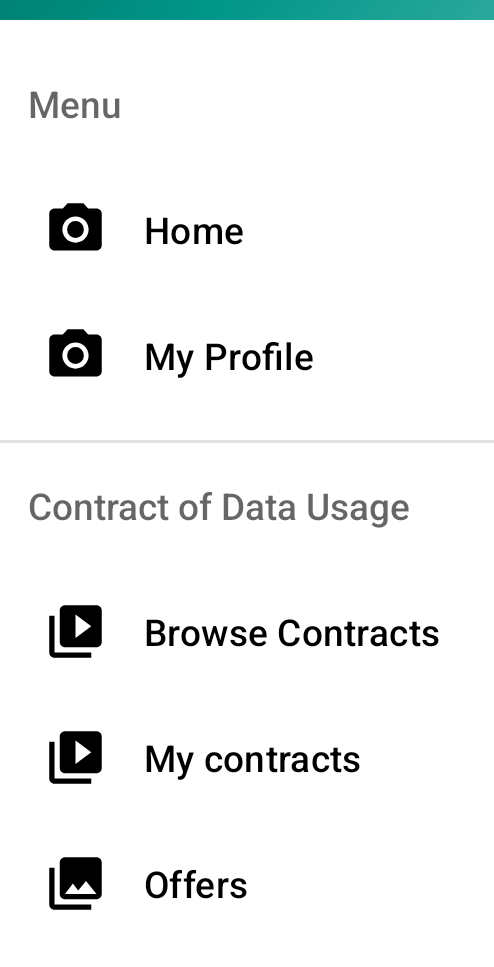 Menu
Home
My Profile
Contract of Data Usage
Browse Contracts
My contracts
Offers